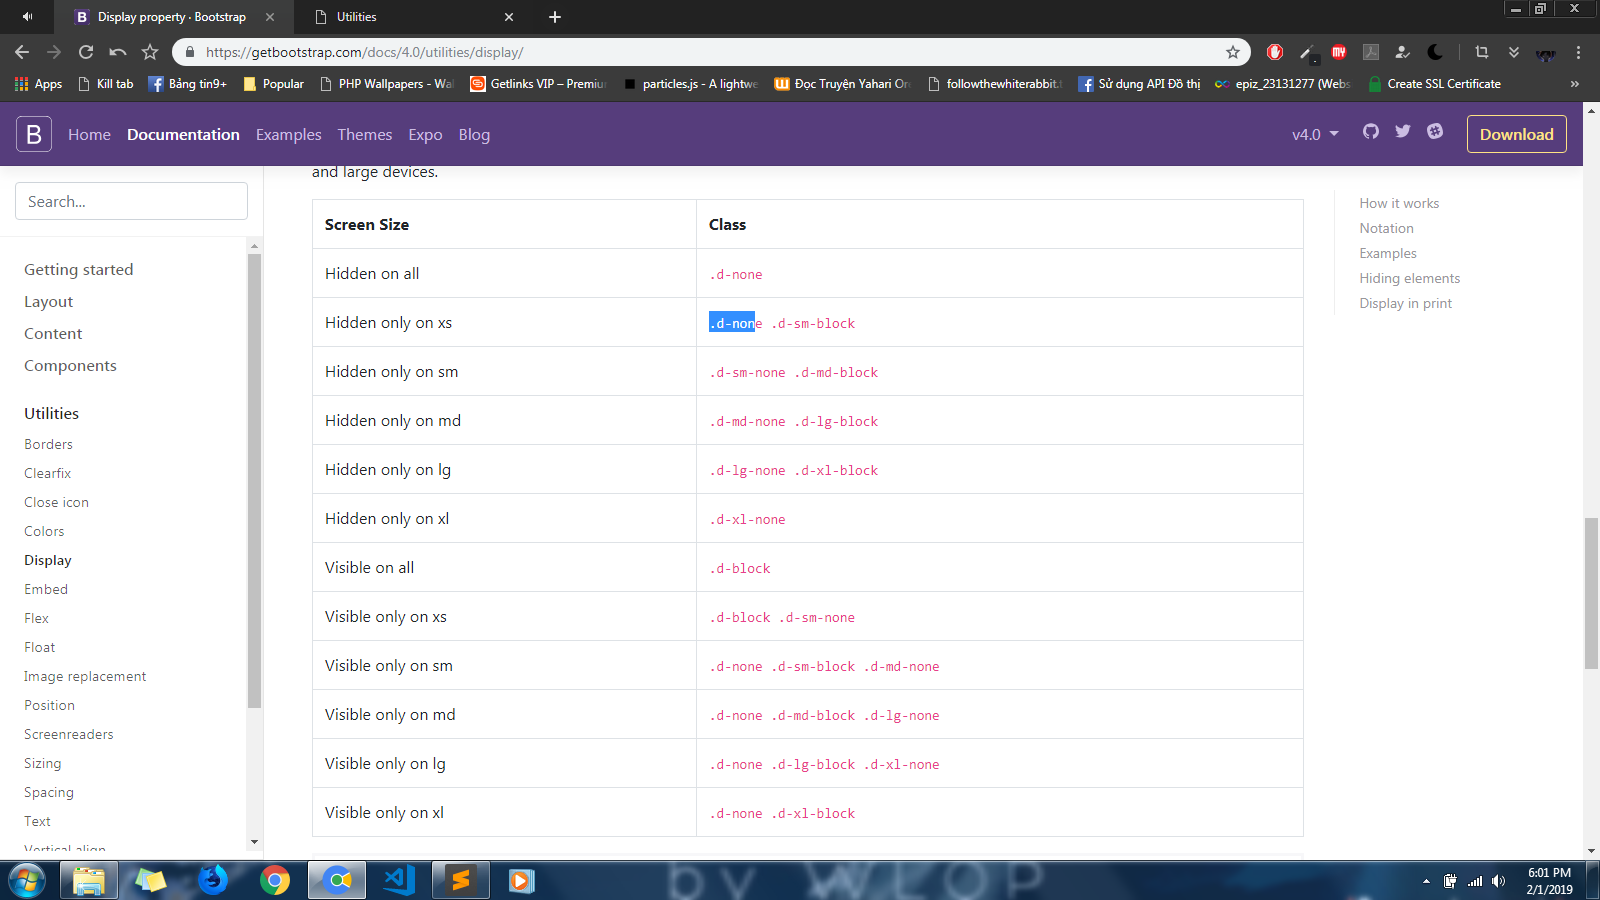 Display property · Bootstrap
Utilities
https://getbootstrap.com/docs/4.0/utilities/display/
Apps Kill tab Bảng tin9+ Popular PHP Wallpapers - Wal Getlinks VIP – Premiu particles.js - A lightwe Đọc Truyện Yahari Or followthewhiterabbit. Sử dụng API Đồ thị epiz_23131277 (Webs Create SSL Certificate »
B Home Documentation Examples Themes Expo Blog v4.0 Download
Search...
Getting started
Layout
Content
Components
Utilities
Borders
Clearfix
Close icon
Colors
Display
Embed
Flex
Float
Image replacement
Position
Screenreaders
Sizing
Spacing
Text
Vertical align
and large devices.
Screen Size Class
Hidden on all .d-none
Hidden only on xs .d-none .d-sm-block
Hidden only on sm .d-sm-none .d-md-block
Hidden only on md .d-md-none .d-lg-block
Hidden only on lg .d-lg-none .d-xl-block
Hidden only on xl .d-xl-none
Visible on all .d-block
Visible only on xs .d-block .d-sm-none
Visible only on sm .d-none .d-sm-block .d-md-none
Visible only on md .d-none .d-md-block .d-lg-none
Visible only on lg .d-none .d-lg-block .d-xl-none
Visible only on xl .d-none .d-xl-block
How it works
Notation
Examples
Hiding elements
Display in print
by WLOP
6:01 PM
2/1/2019